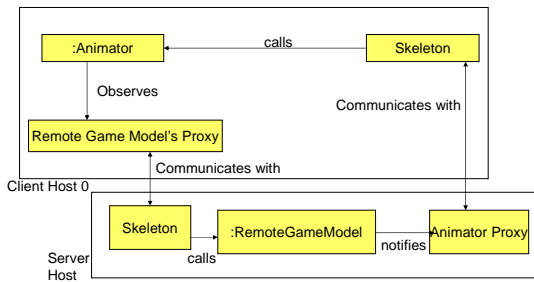 :Animator
calls
Skeleton
Observes
Communicates with
Remote Game Model's Proxy
Communicates with
Client Host 0
Skeleton
calls
:RemoteGameModel
notifies
Animator Proxy
Server
Host